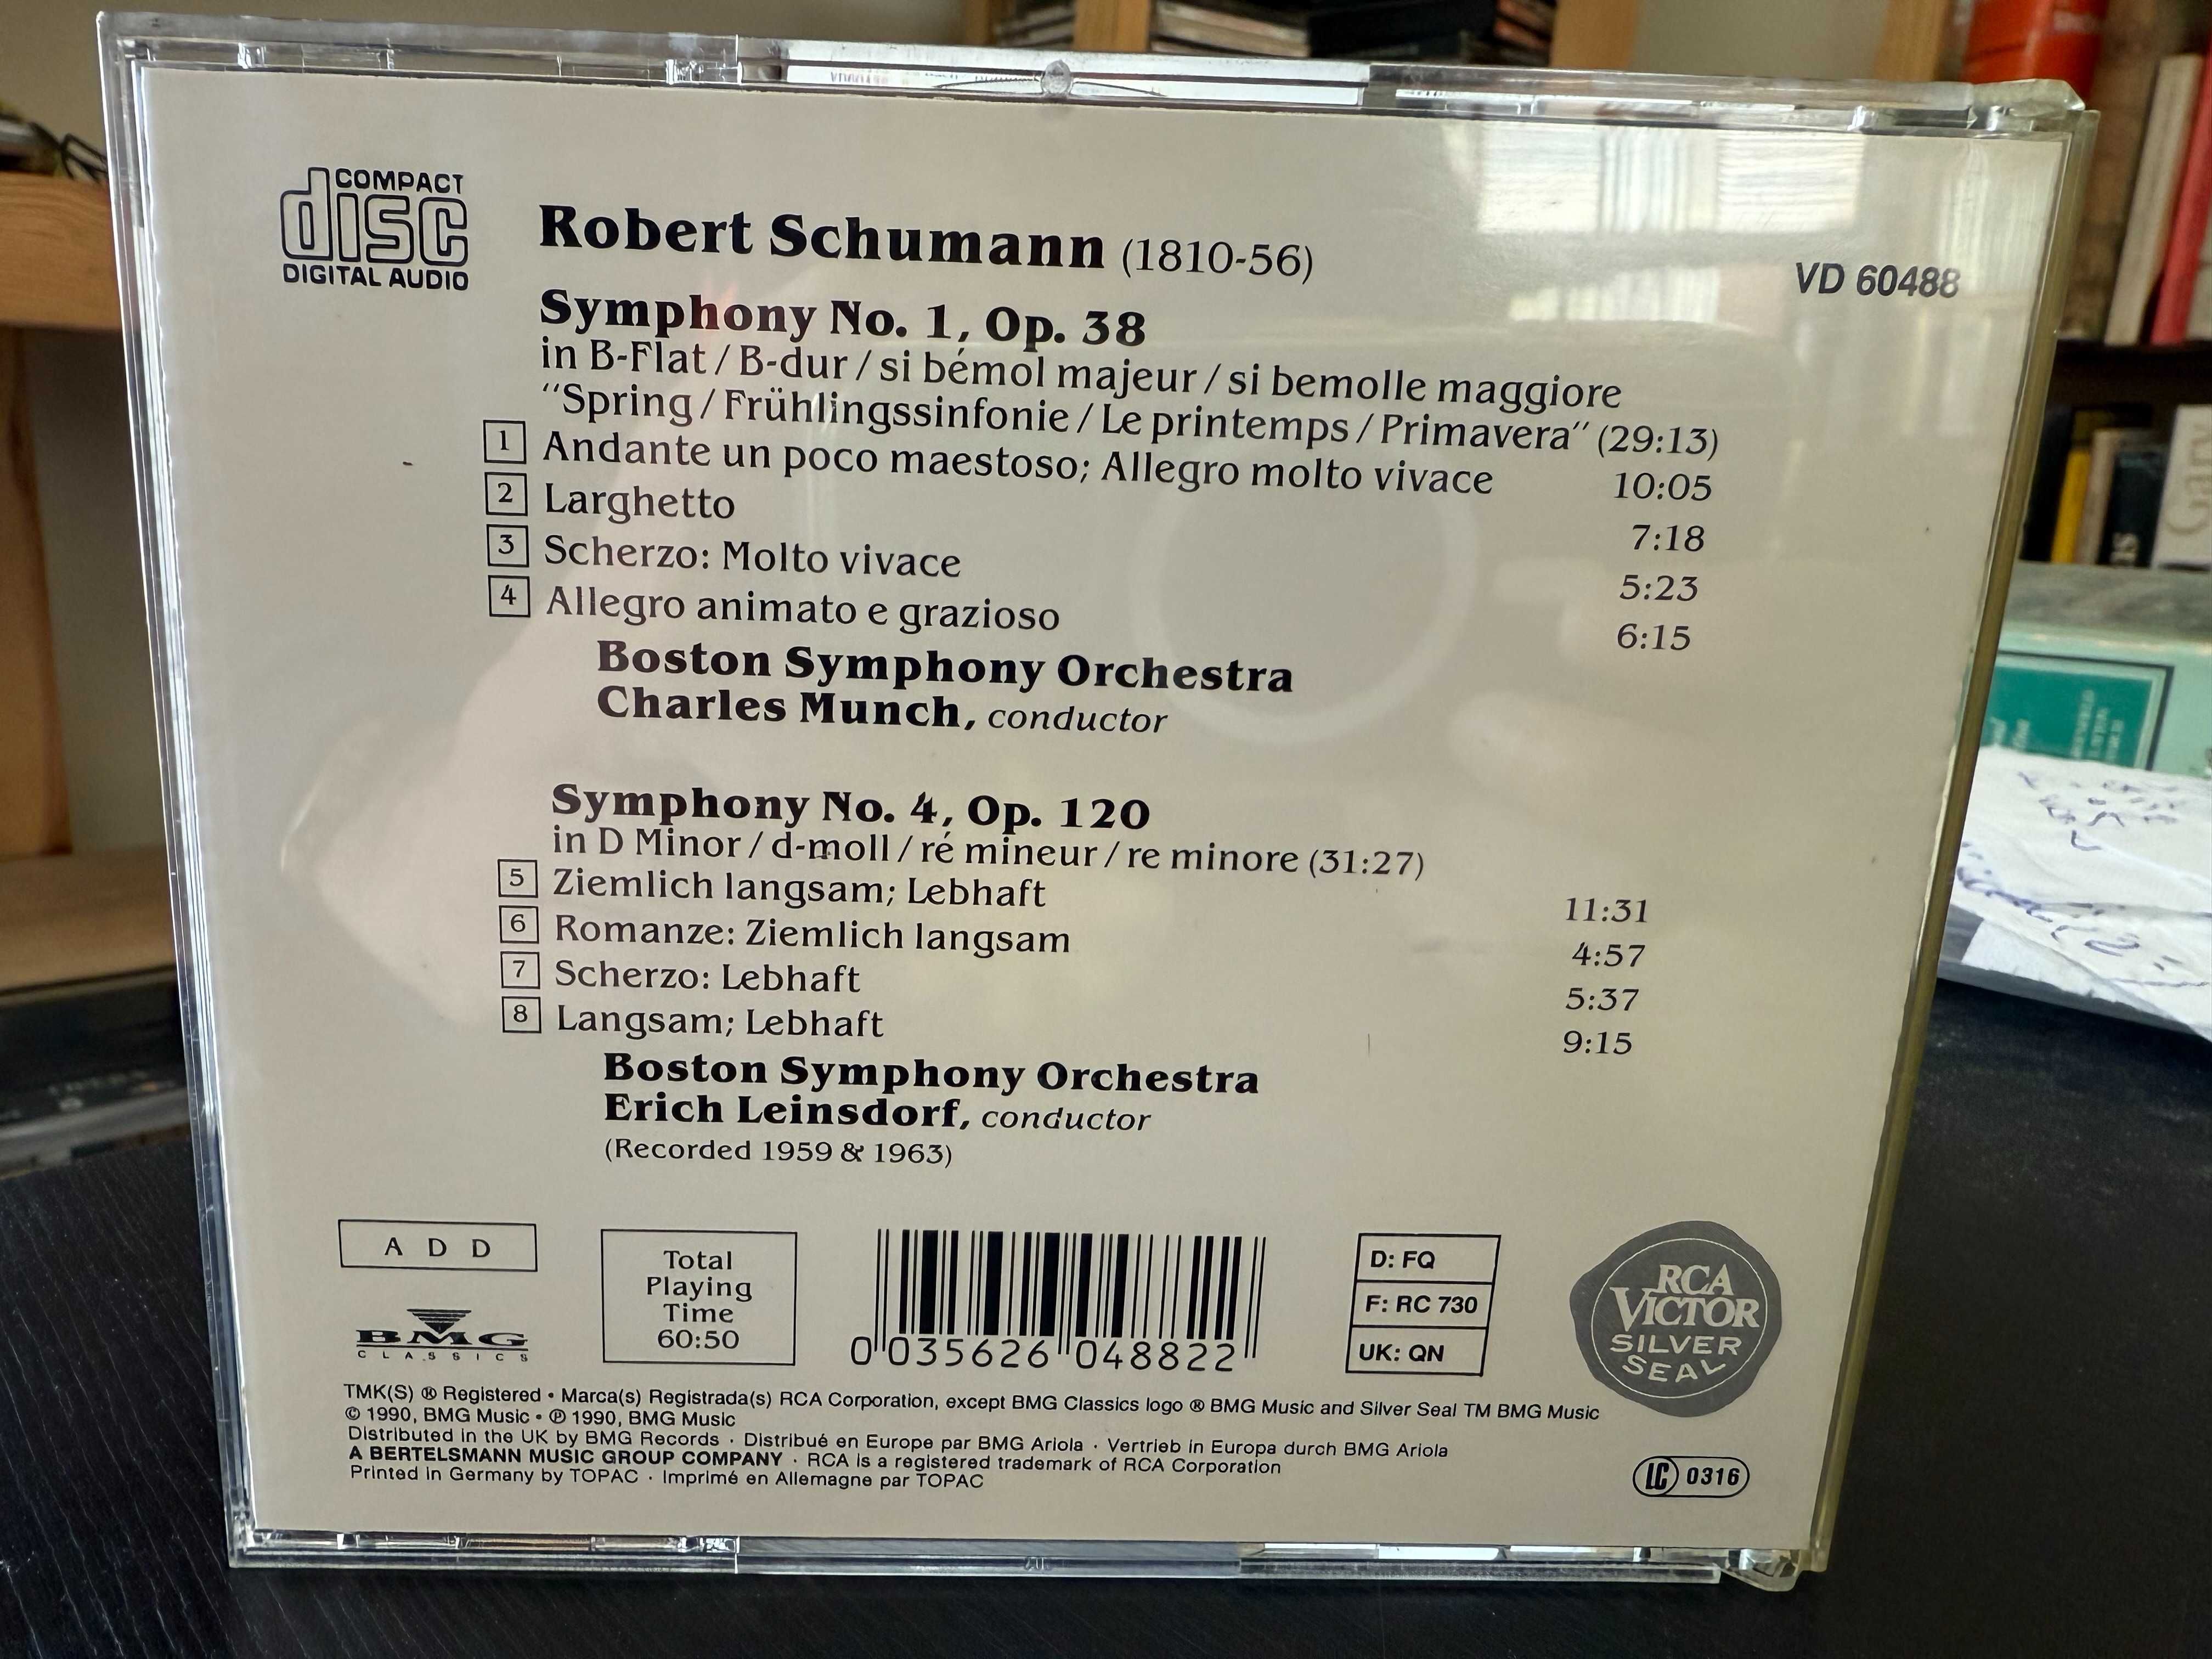 COMPACT
disc
DIGITAL AUDIO
Robert Schumann (1810-56)
VD 60488
Symphony No. 1, Op. 38
in B-Flat / B-dur / si bémol majeur / si bemolle maggiore
"Spring / Frühlingssinfonie / Le printemps / Primavera" (29:13)
1 Andante un poco maestoso; Allegro molto vivace 10:05
2 Larghetto 7:18
3 Scherzo: Molto vivace 5:23
4 Allegro animato e grazioso 6:15
Boston Symphony Orchestra
Charles Munch, conductor
Symphony No. 4, Op. 120
in D Minor / d-moll / ré mineur / re minore (31:27)
5 Ziemlich langsam; Lebhaft 11:31
6 Romanze: Ziemlich langsam 4:57
7 Scherzo: Lebhaft 5:37
8 Langsam; Lebhaft 9:15
Boston Symphony Orchestra
Erich Leinsdorf, conductor
(Recorded 1959 & 1963)
A D D
BMG
CLASSICS
Total
Playing
Time
60:50
0 035626 048822
D: FQ
F: RC 730
UK: QN
RCA
VICTOR
SILVER
SEAL
TMK(S) ® Registered • Marca(s) Registrada(s) RCA Corporation, except BMG Classics logo ® BMG Music and Silver Seal TM BMG Music
© 1990, BMG Music • ℗ 1990, BMG Music
Distributed in the UK by BMG Records · Distribué en Europe par BMG Ariola · Vertrieb in Europa durch BMG Ariola
A BERTELSMANN MUSIC GROUP COMPANY · RCA is a registered trademark of RCA Corporation
Printed in Germany by TOPAC · Imprimé en Allemagne par TOPAC
LC 0316